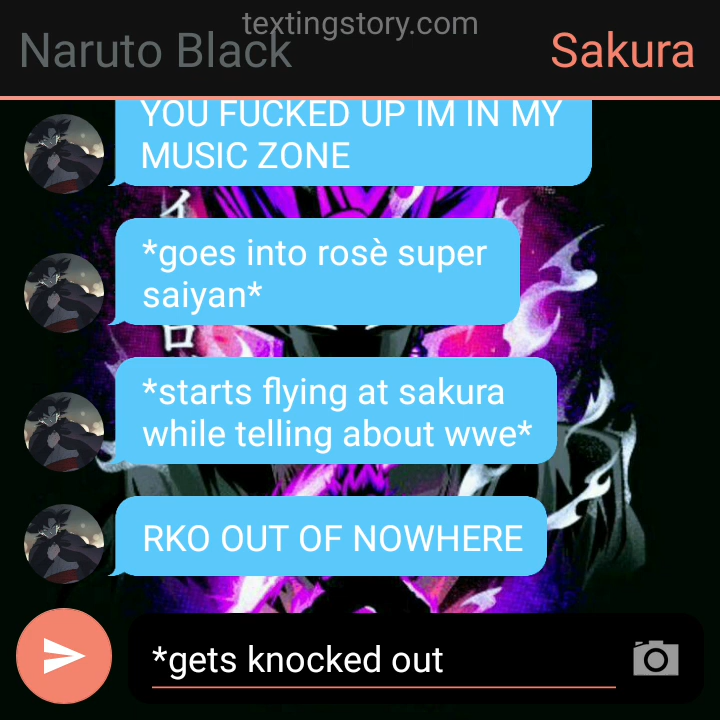 textingstory.com
Naruto Black
Sakura
YOU FUCKED UP IM IN MY
MUSIC ZONE
*goes into rosè super
saiyan*
*starts flying at sakura
while telling about wwe*
RKO OUT OF NOWHERE
*gets knocked out